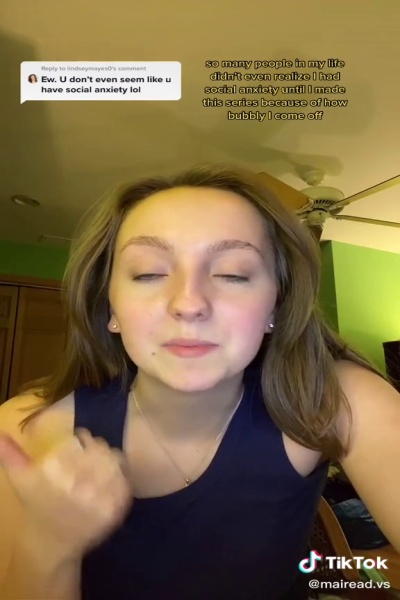 Reply to lindseymayes0's comment
Ew. U don't even seem like u
have social anxiety lol
so many people in my life
didn't even realize I had
social anxiety until I made
this series because of how
bubbly I come off
TikTok
@mairead.vs